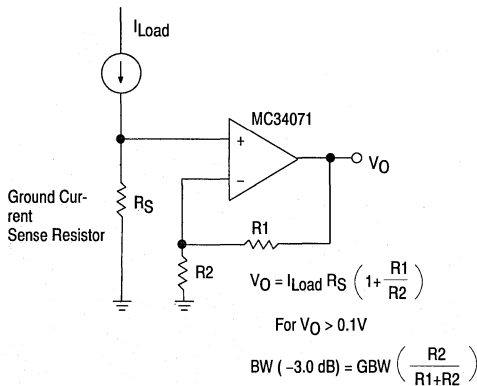 ILoad
MC34071
+
−
VO
Ground Cur-
rent
Sense Resistor
RS
R1
R2
VO = ILoad RS (1+ R1/R2)
For VO > 0.1V
BW ( −3.0 dB) = GBW (R2/R1+R2)